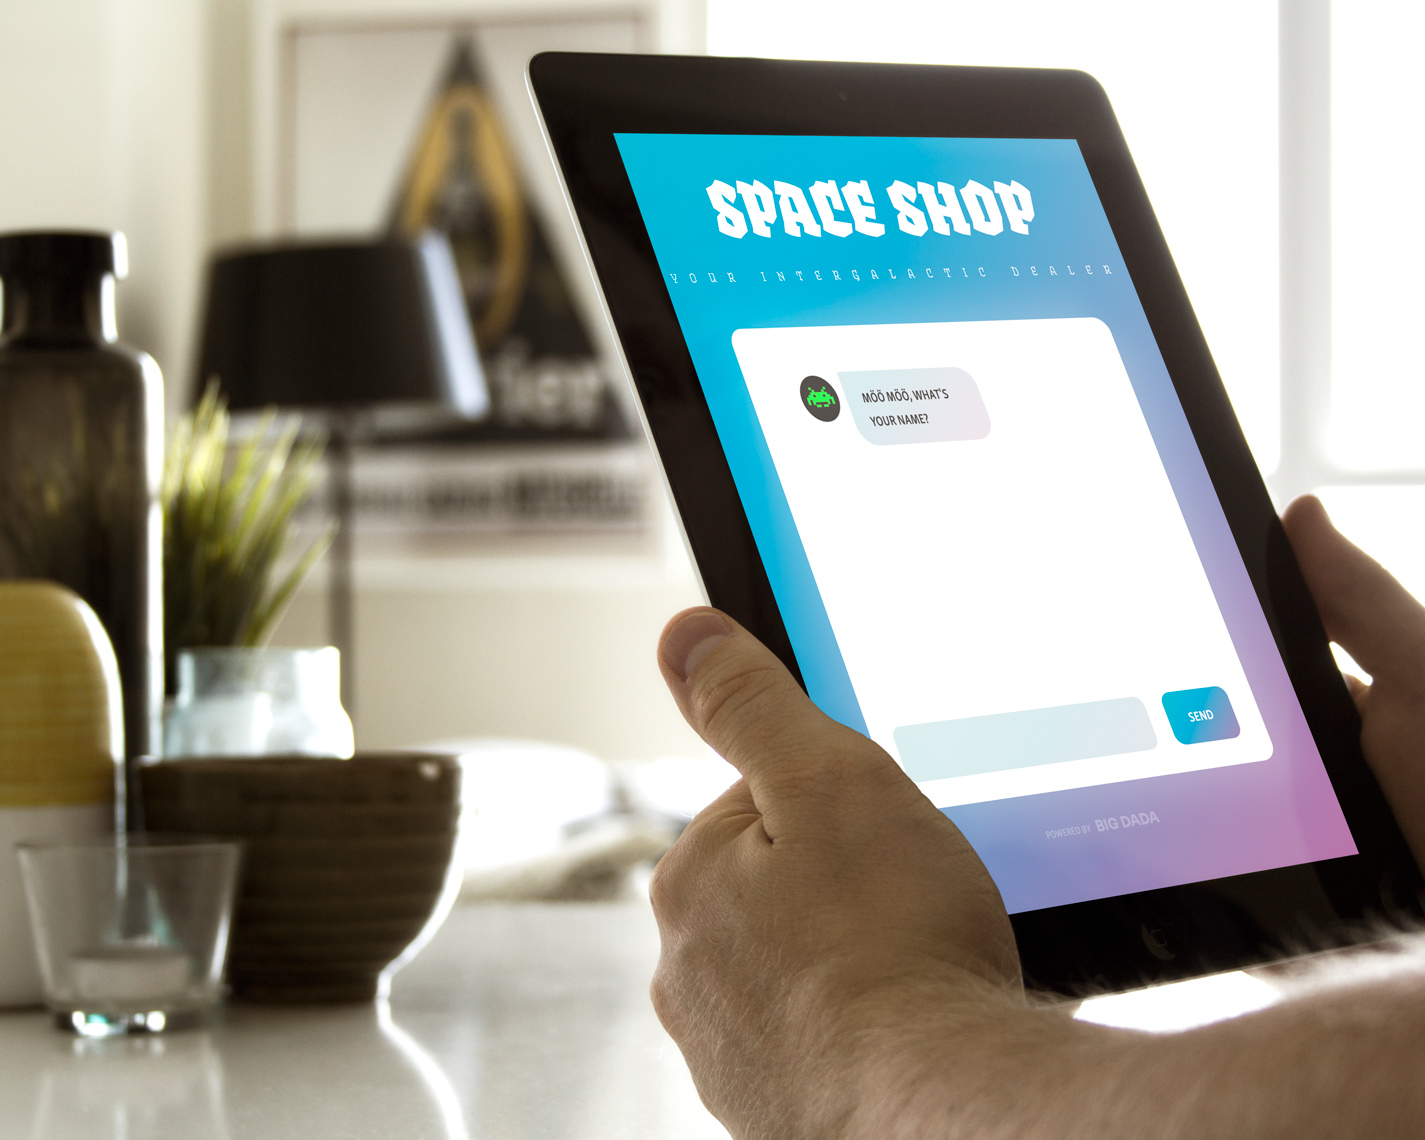 SPACE SHOP
YOUR INTERGALACTIC DEALER
MÖÖ MÖÖ, WHAT'S
YOUR NAME?
SEND
POWERED BY BIG DADA